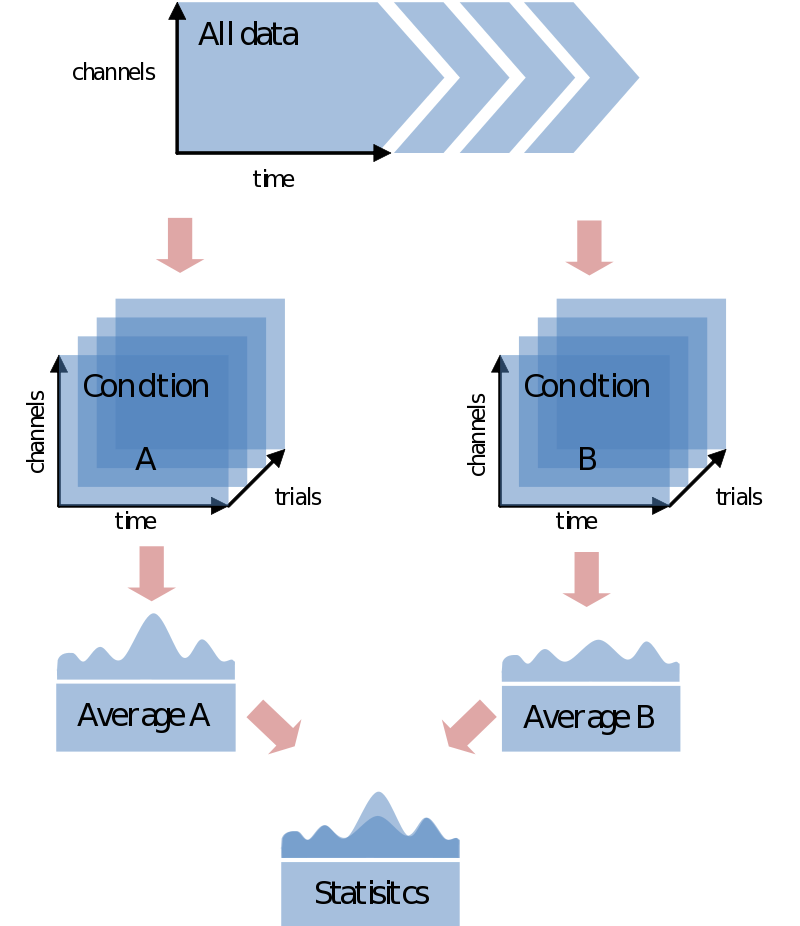 All data
channels
time
Condtion
A
channels
time
trials
Condtion
B
channels
time
trials
Average A
Average B
Statisitcs